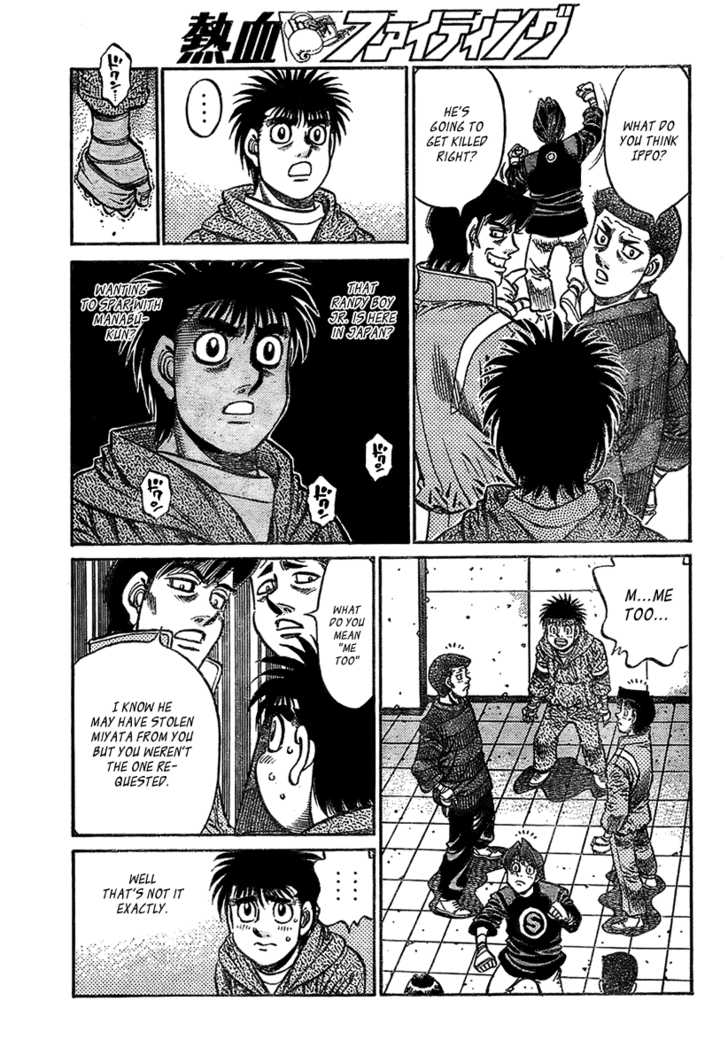 熱血ファイティング
WHAT DO
YOU THINK
IPPO?
HE'S
GOING TO
GET KILLED
RIGHT?
...
ドクン
THAT
RANDY BOY
JR. IS HERE
IN JAPAN?
WANTING
TO SPAR WITH
MANABU-
KUN?
ドクン
ドクン
ドクン
M...ME
TOO...
S
WHAT
DO YOU
MEAN
"ME
TOO"
I KNOW HE
MAY HAVE STOLEN
MIYATA FROM YOU
BUT YOU WEREN'T
THE ONE RE-
QUESTED.
....
WELL
THAT'S NOT IT
EXACTLY.